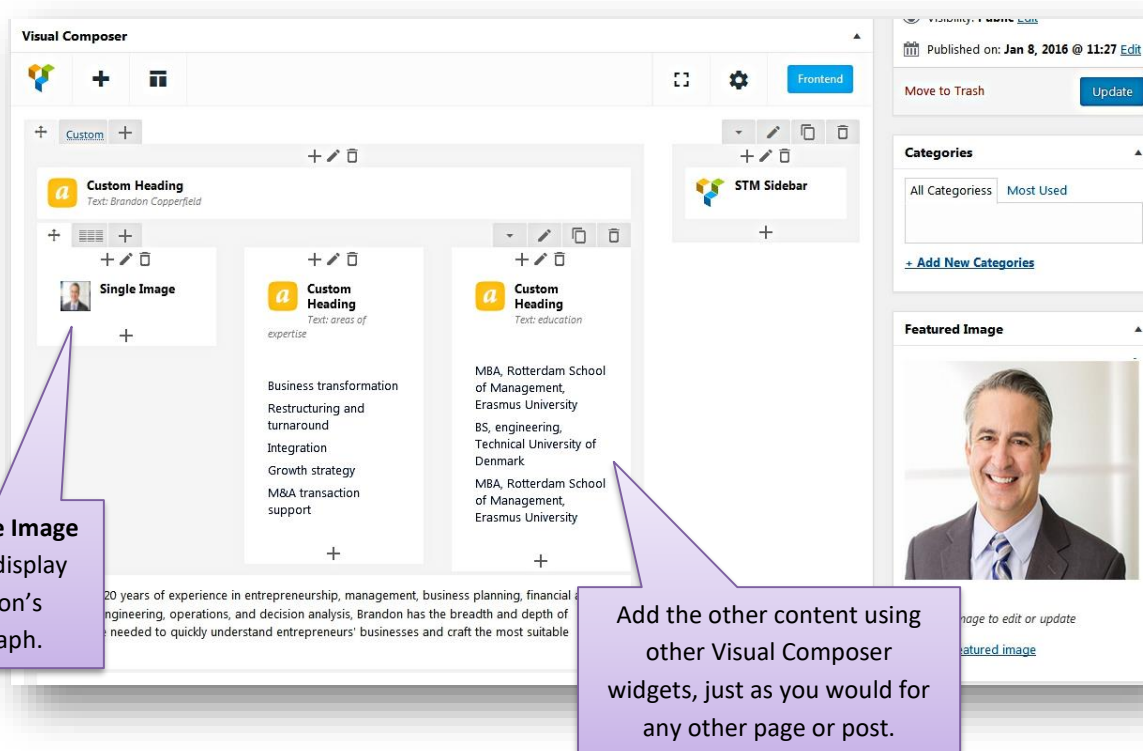 Visual Composer
Frontend
Custom
Custom Heading
Text: Brandon Copperfield
STM Sidebar
Single Image
Custom
Heading
Text: areas of
expertise
Business transformation
Restructuring and
turnaround
Integration
Growth strategy
M&A transaction
support
Custom
Heading
Text: education
MBA, Rotterdam School
of Management,
Erasmus University
BS, engineering,
Technical University of
Denmark
MBA, Rotterdam School
of Management,
Erasmus University
20 years of experience in entrepreneurship, management, business planning, financial
operations, and decision analysis, Brandon has the breadth and depth of
needed to quickly understand entrepreneurs' businesses and craft the most suitable
Image
display
Add the other content using
other Visual Composer
widgets, just as you would for
any other page or post.
Visibility: Public Edit
Published on: Jan 8, 2016 @ 11:27 Edit
Move to Trash
Update
Categories
All Categoriess Most Used
+ Add New Categories
Featured Image
to edit or update
image